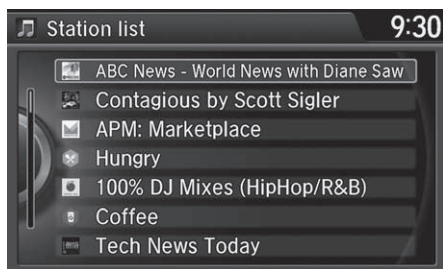 Station list
9:30
ABC News - World News with Diane Saw
Contagious by Scott Sigler
APM: Marketplace
Hungry
100% DJ Mixes (HipHop/R&B)
Coffee
Tech News Today